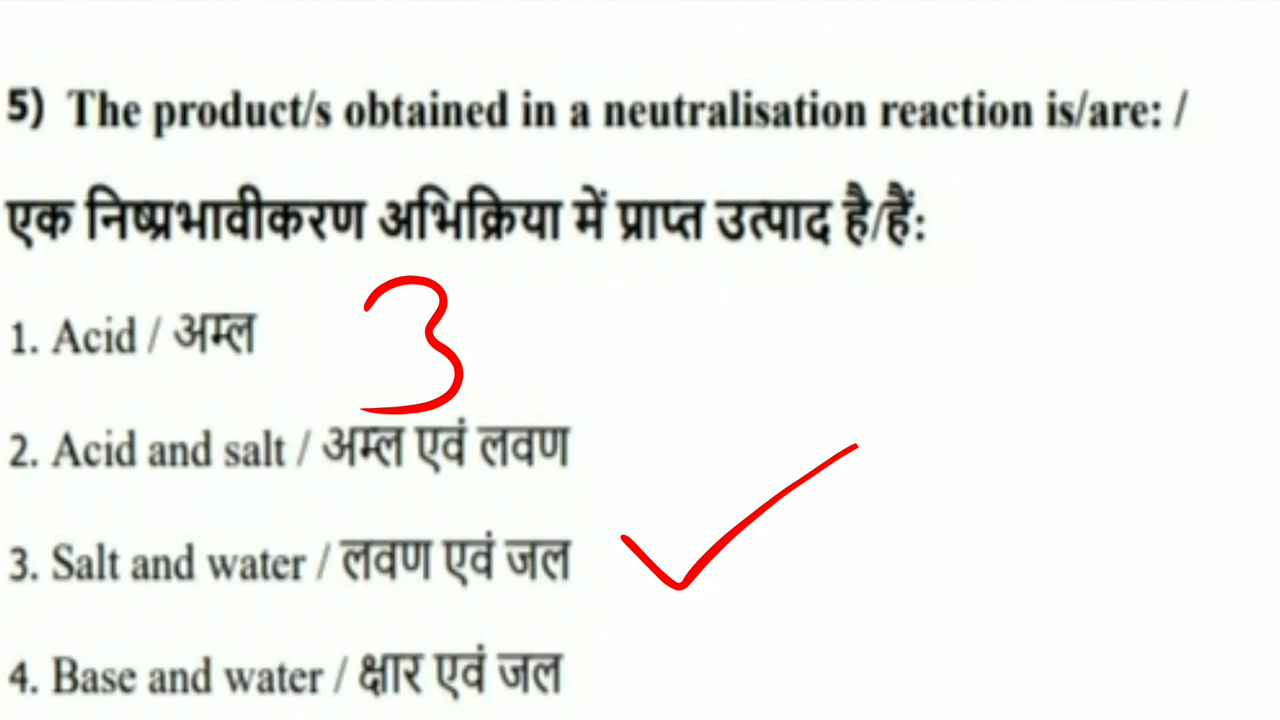 5) The product/s obtained in a neutralisation reaction is/are: /
एक निष्प्रभावीकरण अभिक्रिया में प्राप्त उत्पाद है/हैं:
1. Acid / अम्ल
3
2. Acid and salt / अम्ल एवं लवण
3. Salt and water / लवण एवं जल
4. Base and water / क्षार एवं जल